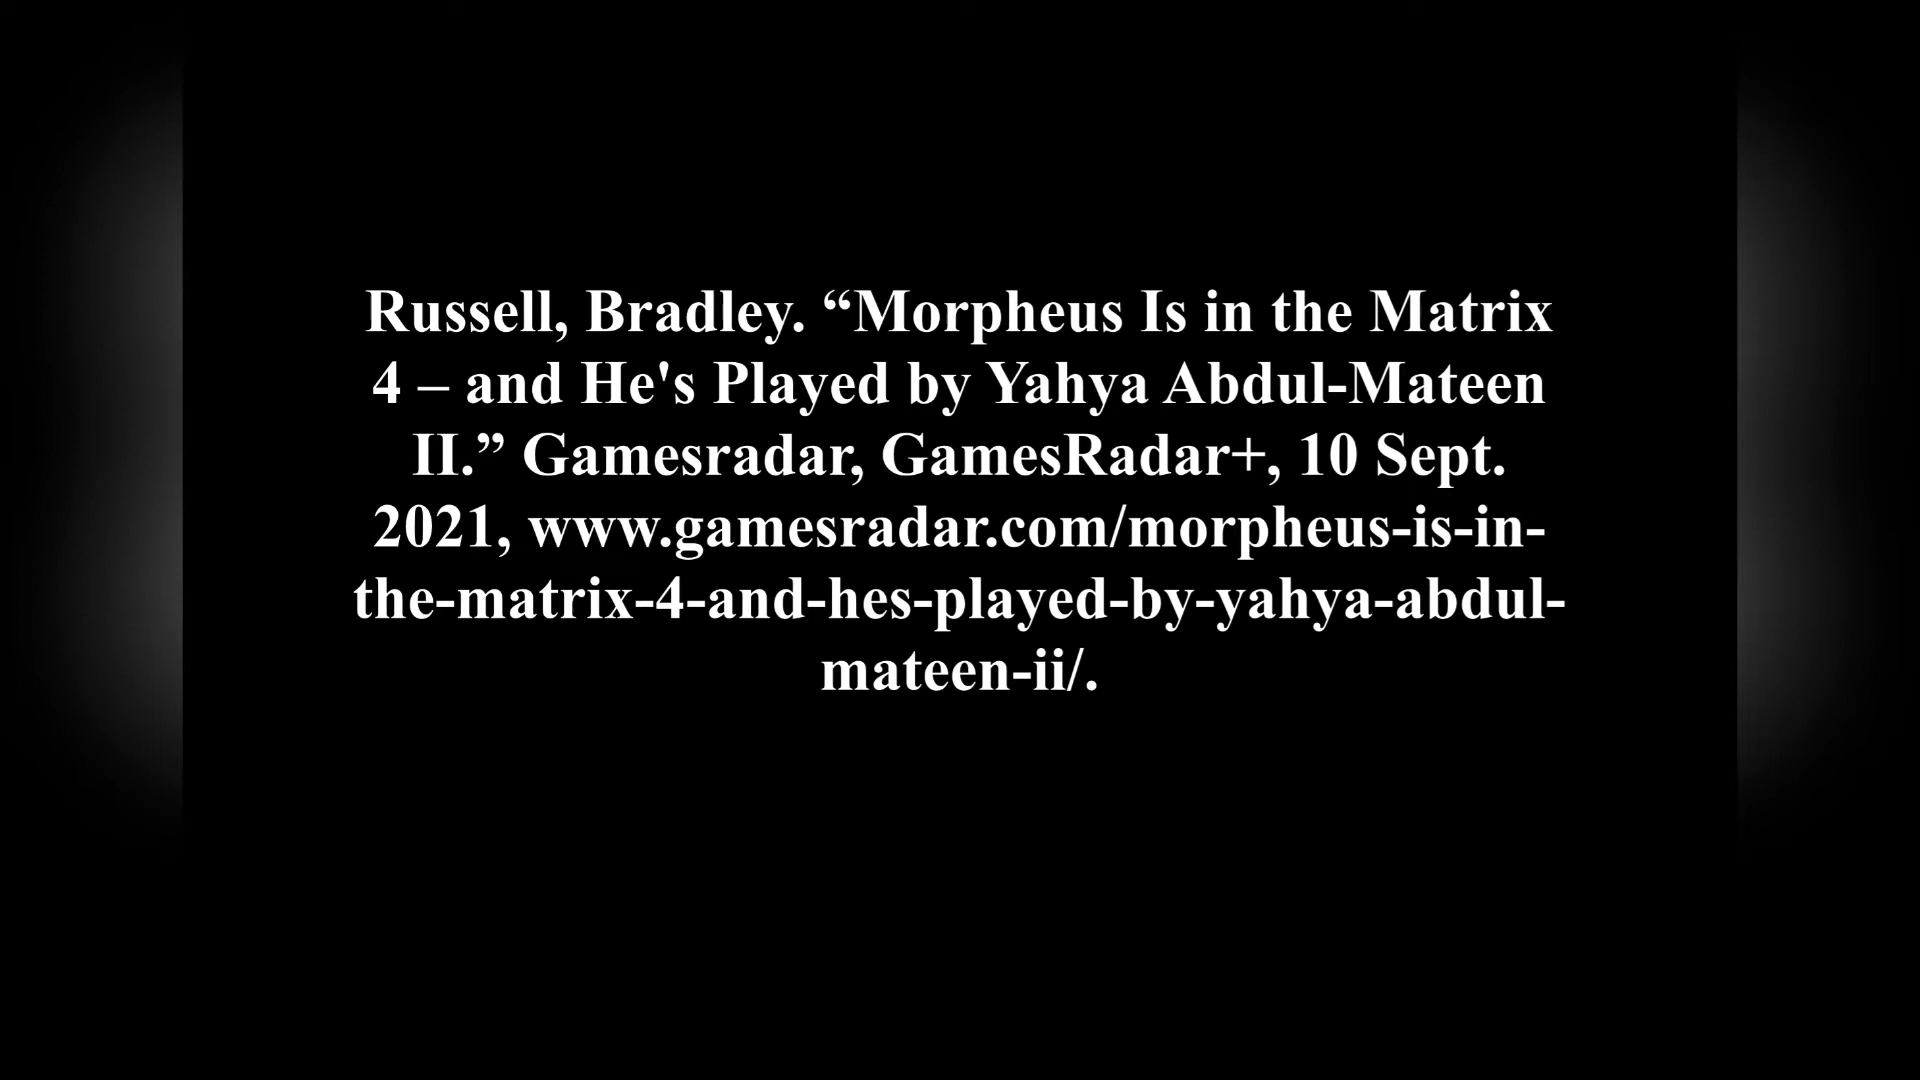 Russell, Bradley. “Morpheus Is in the Matrix
4 – and He's Played by Yahya Abdul-Mateen
II.” Gamesradar, GamesRadar+, 10 Sept.
2021, www.gamesradar.com/morpheus-is-in-
the-matrix-4-and-hes-played-by-yahya-abdul-
mateen-ii/.